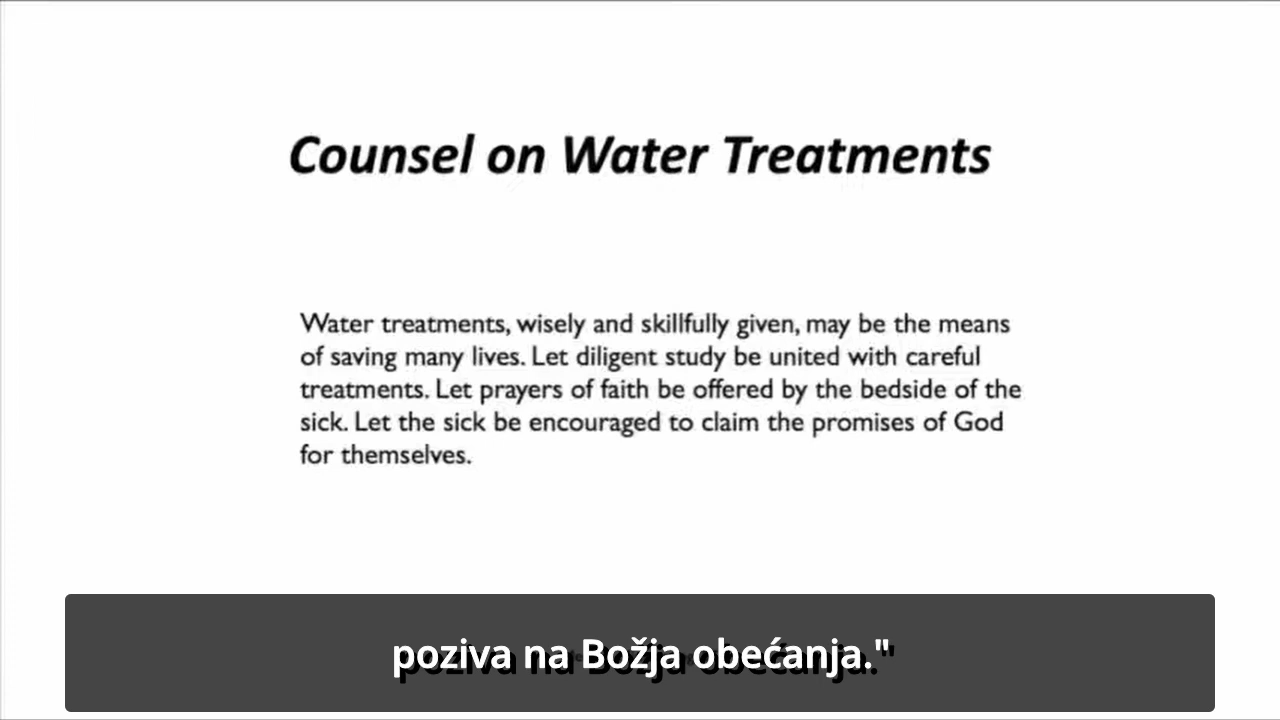 Counsel on Water Treatments
Water treatments, wisely and skillfully given, may be the means
of saving many lives. Let diligent study be united with careful
treatments. Let prayers of faith be offered by the bedside of the
sick. Let the sick be encouraged to claim the promises of God
for themselves.
poziva na Božja obećanja."